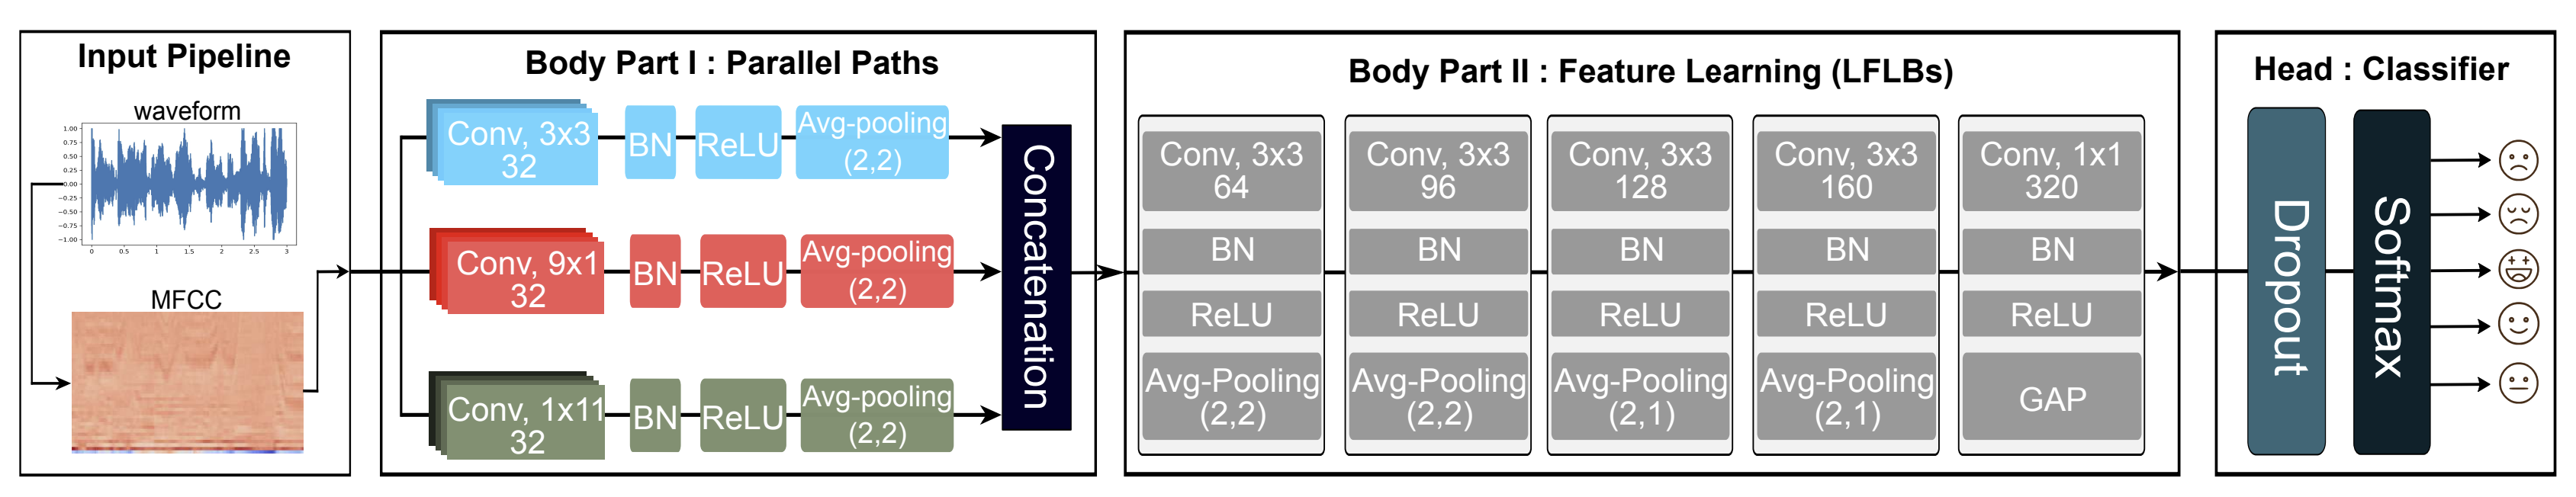 Input Pipeline
waveform
1.00
0.75
0.50
0.25
0.00
−0.25
−0.50
−0.75
−1.00
0 0.5 1 1.5 2 2.5 3
MFCC
Body Part I : Parallel Paths
Conv, 3x3
32
BN
ReLU
Avg-pooling
(2,2)
Conv, 9x1
32
BN
ReLU
Avg-pooling
(2,2)
Conv, 1x11
32
BN
ReLU
Avg-pooling
(2,2)
Concatenation
Body Part II : Feature Learning (LFLBs)
Conv, 3x3
64
BN
ReLU
Avg-Pooling
(2,2)
Conv, 3x3
96
BN
ReLU
Avg-Pooling
(2,2)
Conv, 3x3
128
BN
ReLU
Avg-Pooling
(2,1)
Conv, 3x3
160
BN
ReLU
Avg-Pooling
(2,1)
Conv, 1x1
320
BN
ReLU
GAP
Head : Classifier
Dropout
Softmax